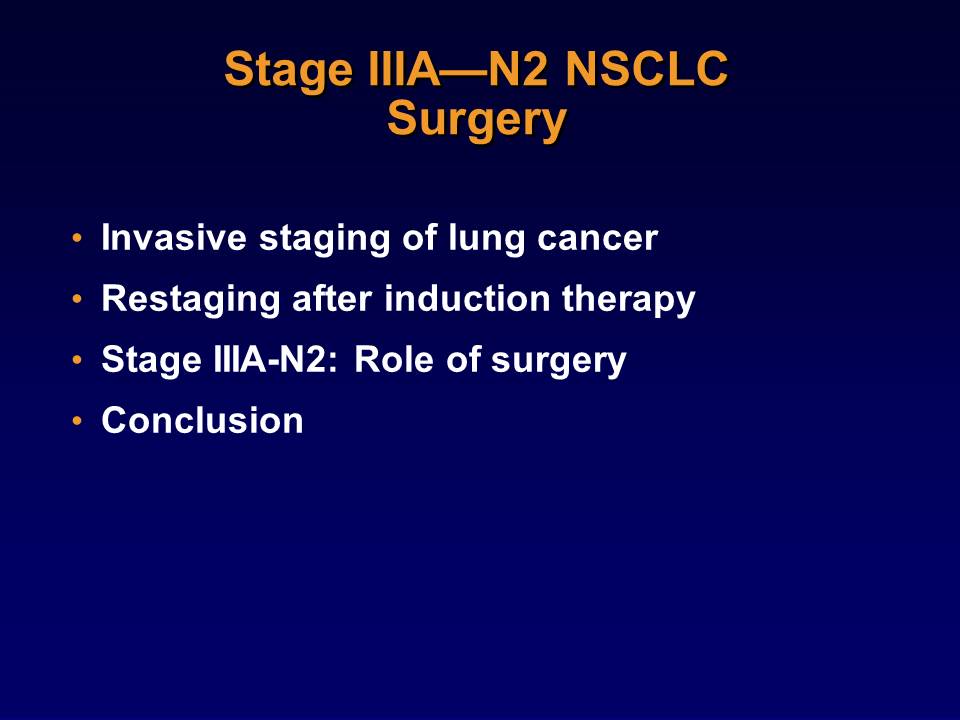 Stage IIIA—N2 NSCLC
Surgery
• Invasive staging of lung cancer
• Restaging after induction therapy
• Stage IIIA-N2: Role of surgery
• Conclusion